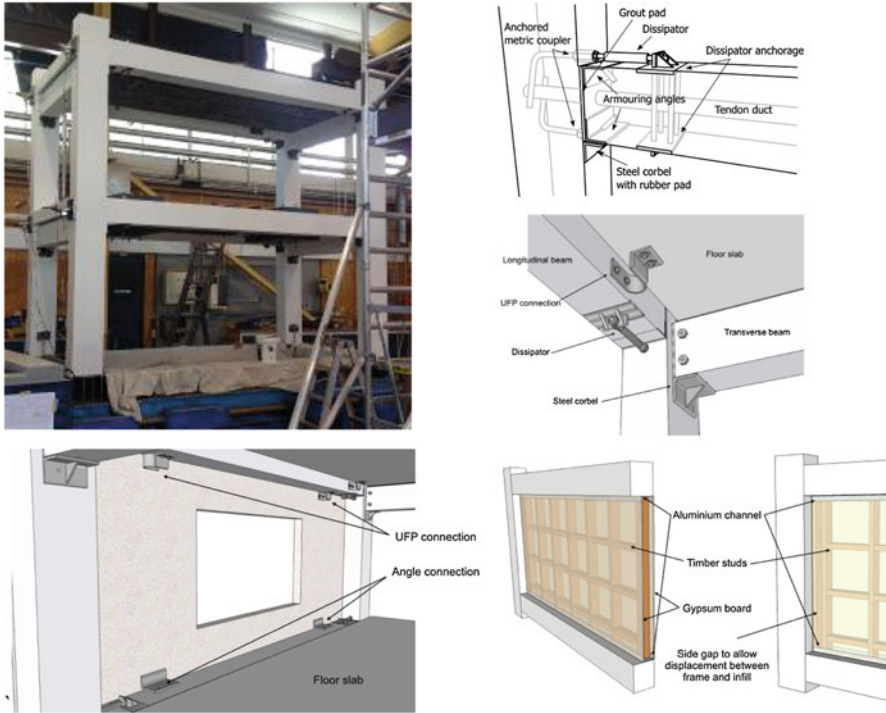 Grout pad
Anchored
metric coupler
Dissipator
Dissipator anchorage
Armouring angles
Tendon duct
Steel corbel
with rubber pad
Longitudinal beam
Floor slab
UFP connection
Transverse beam
Dissipator
Steel corbel
UFP connection
Angle connection
Floor slab
Aluminium channel
Timber studs
Gypsum board
Side gap to allow
displacement between
frame and infill